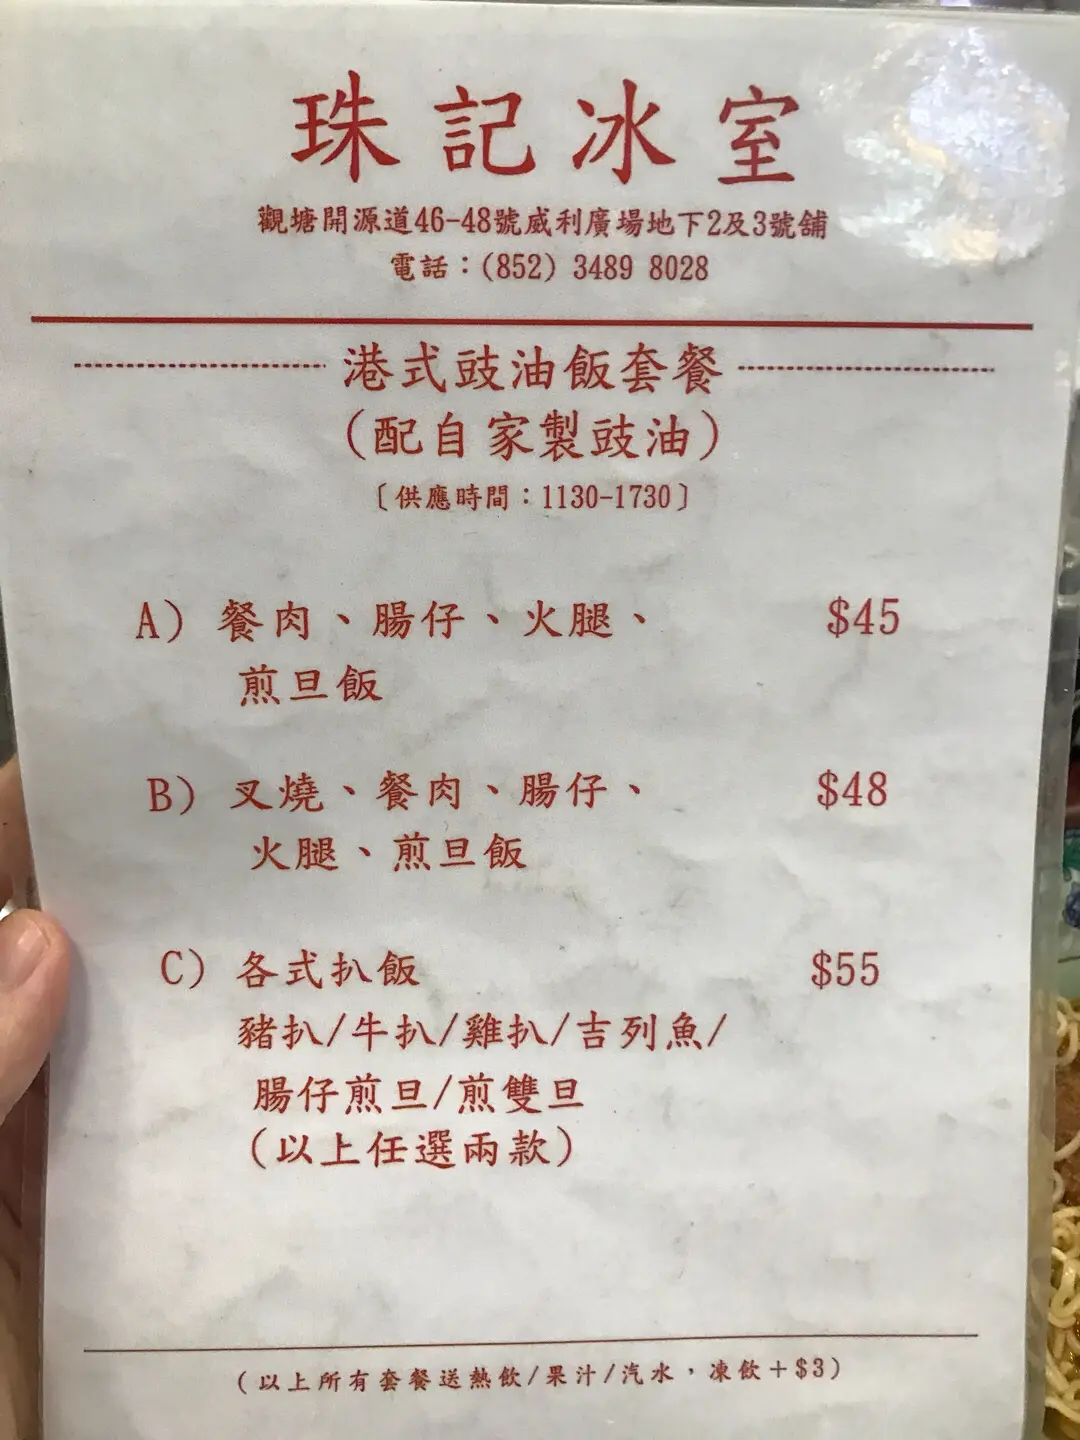 珠記冰室
觀塘開源道46-48號威利廣場地下2及3號舖
電話：(852) 3489 8028
港式豉油飯套餐
(配自家製豉油)
〔供應時間：1130-1730〕
A) 餐肉、腸仔、火腿、 $45
煎旦飯
B) 叉燒、餐肉、腸仔、 $48
火腿、煎旦飯
C) 各式扒飯 $55
豬扒/牛扒/雞扒/吉列魚/
腸仔煎旦/煎雙旦
(以上任選兩款)
(以上所有套餐送熱飲/果汁/汽水，凍飲+$3)